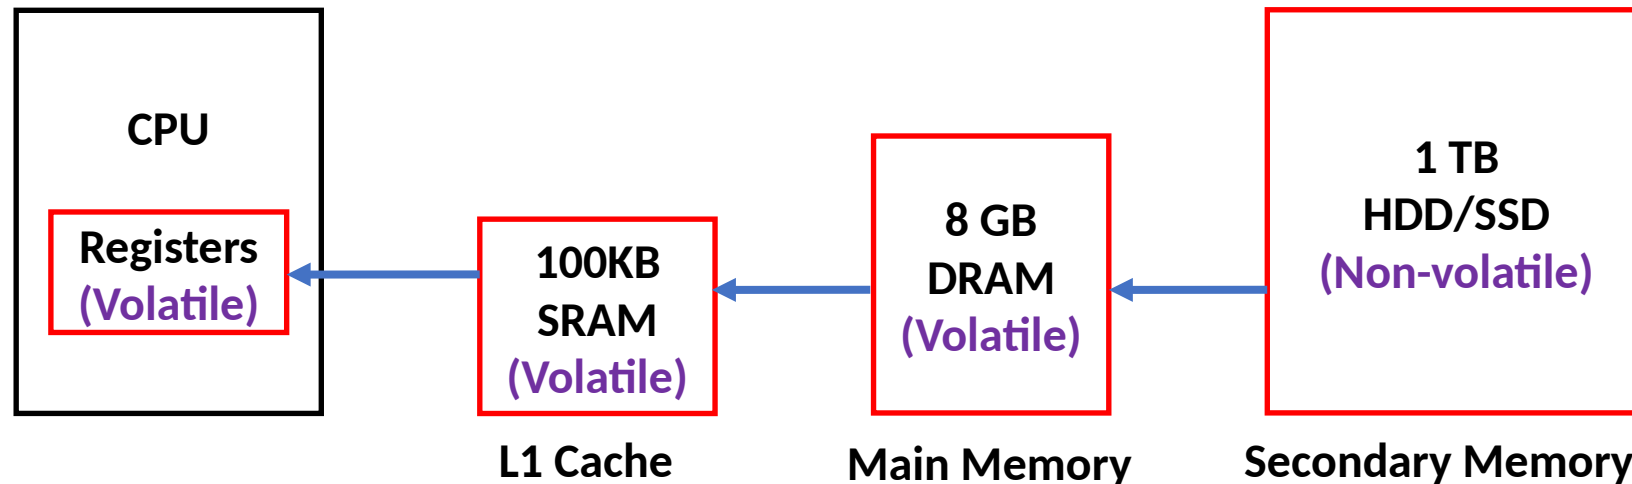 CPU
Registers
(Volatile)
100KB
SRAM
(Volatile)
L1 Cache
8 GB
DRAM
(Volatile)
Main Memory
1 TB
HDD/SSD
(Non-volatile)
Secondary Memory